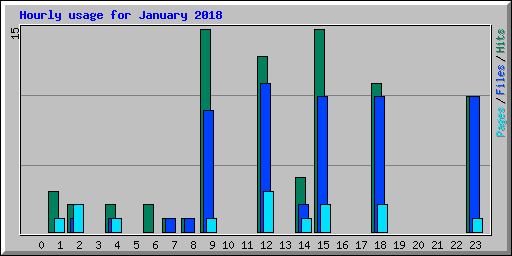 Hourly usage for January 2018
15
Pages / Files / Hits
0 1 2 3 4 5 6 7 8 9 10 11 12 13 14 15 16 17 18 19 20 21 22 23